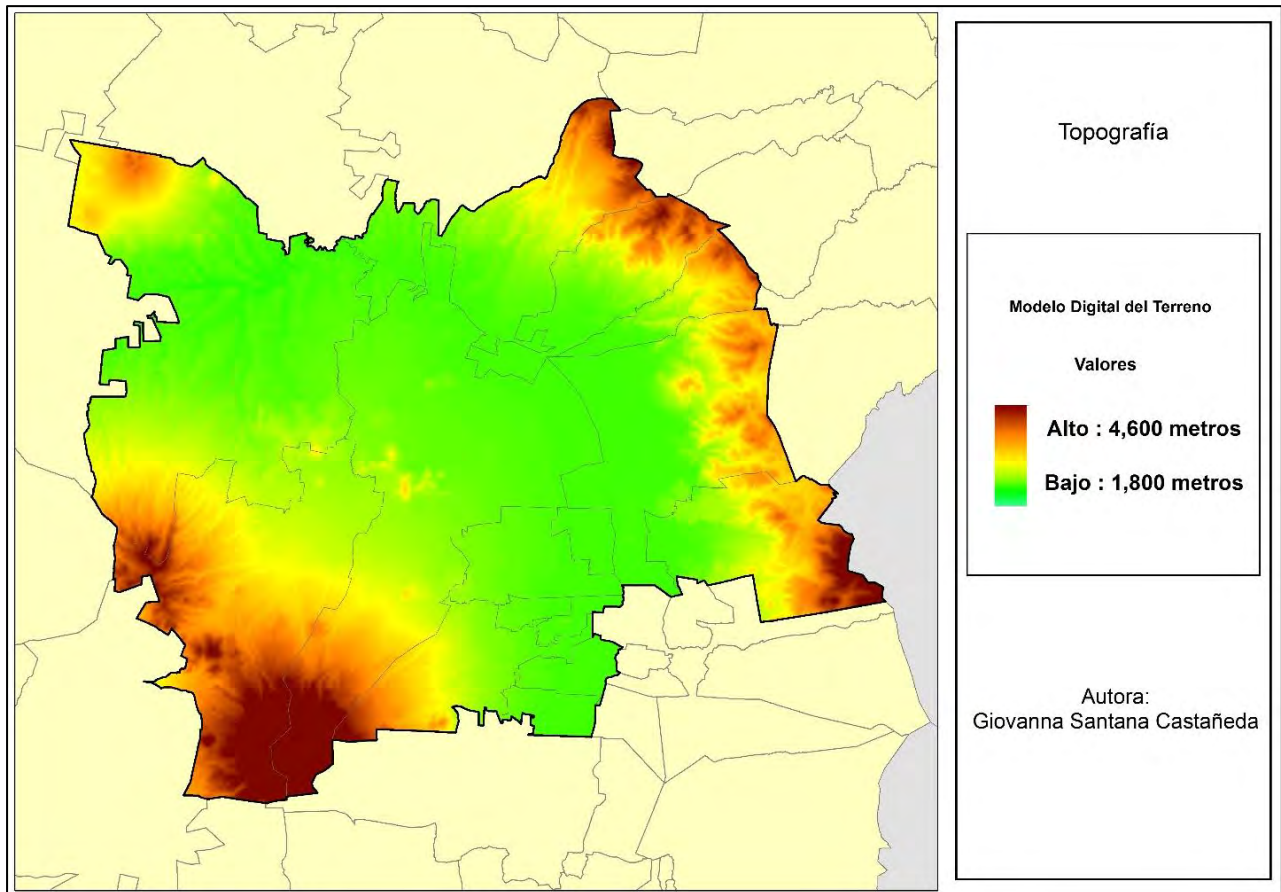 Topografía
Modelo Digital del Terreno
Valores
Alto : 4,600 metros
Bajo : 1,800 metros
Autora:
Giovanna Santana Castañeda